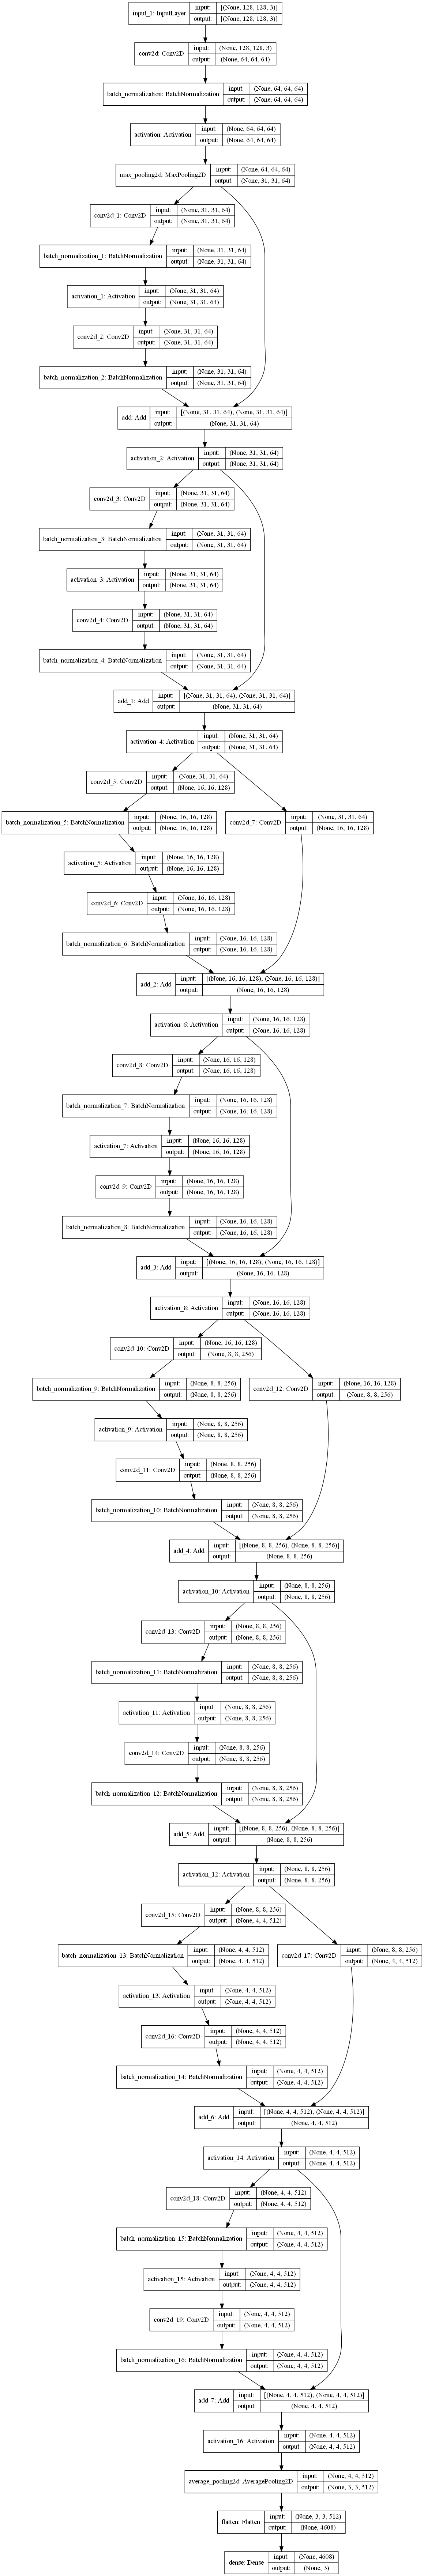 input_1: InputLayer input: [(None, 128, 128, 3)]
output: [(None, 128, 128, 3)]
conv2d: Conv2D input: (None, 128, 128, 3)
output: (None, 64, 64, 64)
batch_normalization: BatchNormalization input: (None, 64, 64, 64)
output: (None, 64, 64, 64)
activation: Activation input: (None, 64, 64, 64)
output: (None, 64, 64, 64)
max_pooling2d: MaxPooling2D input: (None, 64, 64, 64)
output: (None, 31, 31, 64)
conv2d_1: Conv2D input: (None, 31, 31, 64)
output: (None, 31, 31, 64)
batch_normalization_1: BatchNormalization input: (None, 31, 31, 64)
output: (None, 31, 31, 64)
activation_1: Activation input: (None, 31, 31, 64)
output: (None, 31, 31, 64)
conv2d_2: Conv2D input: (None, 31, 31, 64)
output: (None, 31, 31, 64)
batch_normalization_2: BatchNormalization input: (None, 31, 31, 64)
output: (None, 31, 31, 64)
add: Add input: [(None, 31, 31, 64), (None, 31, 31, 64)]
output: (None, 31, 31, 64)
activation_2: Activation input: (None, 31, 31, 64)
output: (None, 31, 31, 64)
conv2d_3: Conv2D input: (None, 31, 31, 64)
output: (None, 31, 31, 64)
batch_normalization_3: BatchNormalization input: (None, 31, 31, 64)
output: (None, 31, 31, 64)
activation_3: Activation input: (None, 31, 31, 64)
output: (None, 31, 31, 64)
conv2d_4: Conv2D input: (None, 31, 31, 64)
output: (None, 31, 31, 64)
batch_normalization_4: BatchNormalization input: (None, 31, 31, 64)
output: (None, 31, 31, 64)
add_1: Add input: [(None, 31, 31, 64), (None, 31, 31, 64)]
output: (None, 31, 31, 64)
activation_4: Activation input: (None, 31, 31, 64)
output: (None, 31, 31, 64)
conv2d_5: Conv2D input: (None, 31, 31, 64)
output: (None, 16, 16, 128)
batch_normalization_5: BatchNormalization input: (None, 16, 16, 128)
output: (None, 16, 16, 128)
conv2d_7: Conv2D input: (None, 31, 31, 64)
output: (None, 16, 16, 128)
activation_5: Activation input: (None, 16, 16, 128)
output: (None, 16, 16, 128)
conv2d_6: Conv2D input: (None, 16, 16, 128)
output: (None, 16, 16, 128)
batch_normalization_6: BatchNormalization input: (None, 16, 16, 128)
output: (None, 16, 16, 128)
add_2: Add input: [(None, 16, 16, 128), (None, 16, 16, 128)]
output: (None, 16, 16, 128)
activation_6: Activation input: (None, 16, 16, 128)
output: (None, 16, 16, 128)
conv2d_8: Conv2D input: (None, 16, 16, 128)
output: (None, 16, 16, 128)
batch_normalization_7: BatchNormalization input: (None, 16, 16, 128)
output: (None, 16, 16, 128)
activation_7: Activation input: (None, 16, 16, 128)
output: (None, 16, 16, 128)
conv2d_9: Conv2D input: (None, 16, 16, 128)
output: (None, 16, 16, 128)
batch_normalization_8: BatchNormalization input: (None, 16, 16, 128)
output: (None, 16, 16, 128)
add_3: Add input: [(None, 16, 16, 128), (None, 16, 16, 128)]
output: (None, 16, 16, 128)
activation_8: Activation input: (None, 16, 16, 128)
output: (None, 16, 16, 128)
conv2d_10: Conv2D input: (None, 16, 16, 128)
output: (None, 8, 8, 256)
batch_normalization_9: BatchNormalization input: (None, 8, 8, 256)
output: (None, 8, 8, 256)
conv2d_12: Conv2D input: (None, 16, 16, 128)
output: (None, 8, 8, 256)
activation_9: Activation input: (None, 8, 8, 256)
output: (None, 8, 8, 256)
conv2d_11: Conv2D input: (None, 8, 8, 256)
output: (None, 8, 8, 256)
batch_normalization_10: BatchNormalization input: (None, 8, 8, 256)
output: (None, 8, 8, 256)
add_4: Add input: [(None, 8, 8, 256), (None, 8, 8, 256)]
output: (None, 8, 8, 256)
activation_10: Activation input: (None, 8, 8, 256)
output: (None, 8, 8, 256)
conv2d_13: Conv2D input: (None, 8, 8, 256)
output: (None, 8, 8, 256)
batch_normalization_11: BatchNormalization input: (None, 8, 8, 256)
output: (None, 8, 8, 256)
activation_11: Activation input: (None, 8, 8, 256)
output: (None, 8, 8, 256)
conv2d_14: Conv2D input: (None, 8, 8, 256)
output: (None, 8, 8, 256)
batch_normalization_12: BatchNormalization input: (None, 8, 8, 256)
output: (None, 8, 8, 256)
add_5: Add input: [(None, 8, 8, 256), (None, 8, 8, 256)]
output: (None, 8, 8, 256)
activation_12: Activation input: (None, 8, 8, 256)
output: (None, 8, 8, 256)
conv2d_15: Conv2D input: (None, 8, 8, 256)
output: (None, 4, 4, 512)
batch_normalization_13: BatchNormalization input: (None, 4, 4, 512)
output: (None, 4, 4, 512)
conv2d_17: Conv2D input: (None, 8, 8, 256)
output: (None, 4, 4, 512)
activation_13: Activation input: (None, 4, 4, 512)
output: (None, 4, 4, 512)
conv2d_16: Conv2D input: (None, 4, 4, 512)
output: (None, 4, 4, 512)
batch_normalization_14: BatchNormalization input: (None, 4, 4, 512)
output: (None, 4, 4, 512)
add_6: Add input: [(None, 4, 4, 512), (None, 4, 4, 512)]
output: (None, 4, 4, 512)
activation_14: Activation input: (None, 4, 4, 512)
output: (None, 4, 4, 512)
conv2d_18: Conv2D input: (None, 4, 4, 512)
output: (None, 4, 4, 512)
batch_normalization_15: BatchNormalization input: (None, 4, 4, 512)
output: (None, 4, 4, 512)
activation_15: Activation input: (None, 4, 4, 512)
output: (None, 4, 4, 512)
conv2d_19: Conv2D input: (None, 4, 4, 512)
output: (None, 4, 4, 512)
batch_normalization_16: BatchNormalization input: (None, 4, 4, 512)
output: (None, 4, 4, 512)
add_7: Add input: [(None, 4, 4, 512), (None, 4, 4, 512)]
output: (None, 4, 4, 512)
activation_16: Activation input: (None, 4, 4, 512)
output: (None, 4, 4, 512)
average_pooling2d: AveragePooling2D input: (None, 4, 4, 512)
output: (None, 3, 3, 512)
flatten: Flatten input: (None, 3, 3, 512)
output: (None, 4608)
dense: Dense input: (None, 4608)
output: (None, 3)